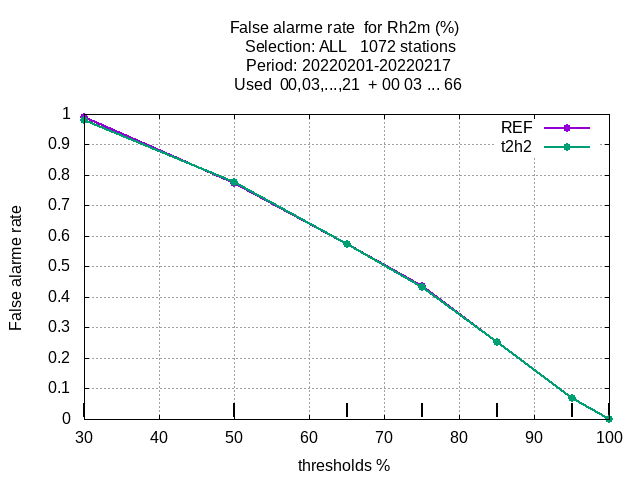 False alarme rate  for Rh2m (%)
Selection: ALL   1072 stations
Period: 20220201-20220217
Used  00,03,...,21  + 00 03 ... 66
REF
t2h2
1
0.9
0.8
0.7
0.6
0.5
0.4
0.3
0.2
0.1
0
False alarme rate
30 40 50 60 70 80 90 100
thresholds %